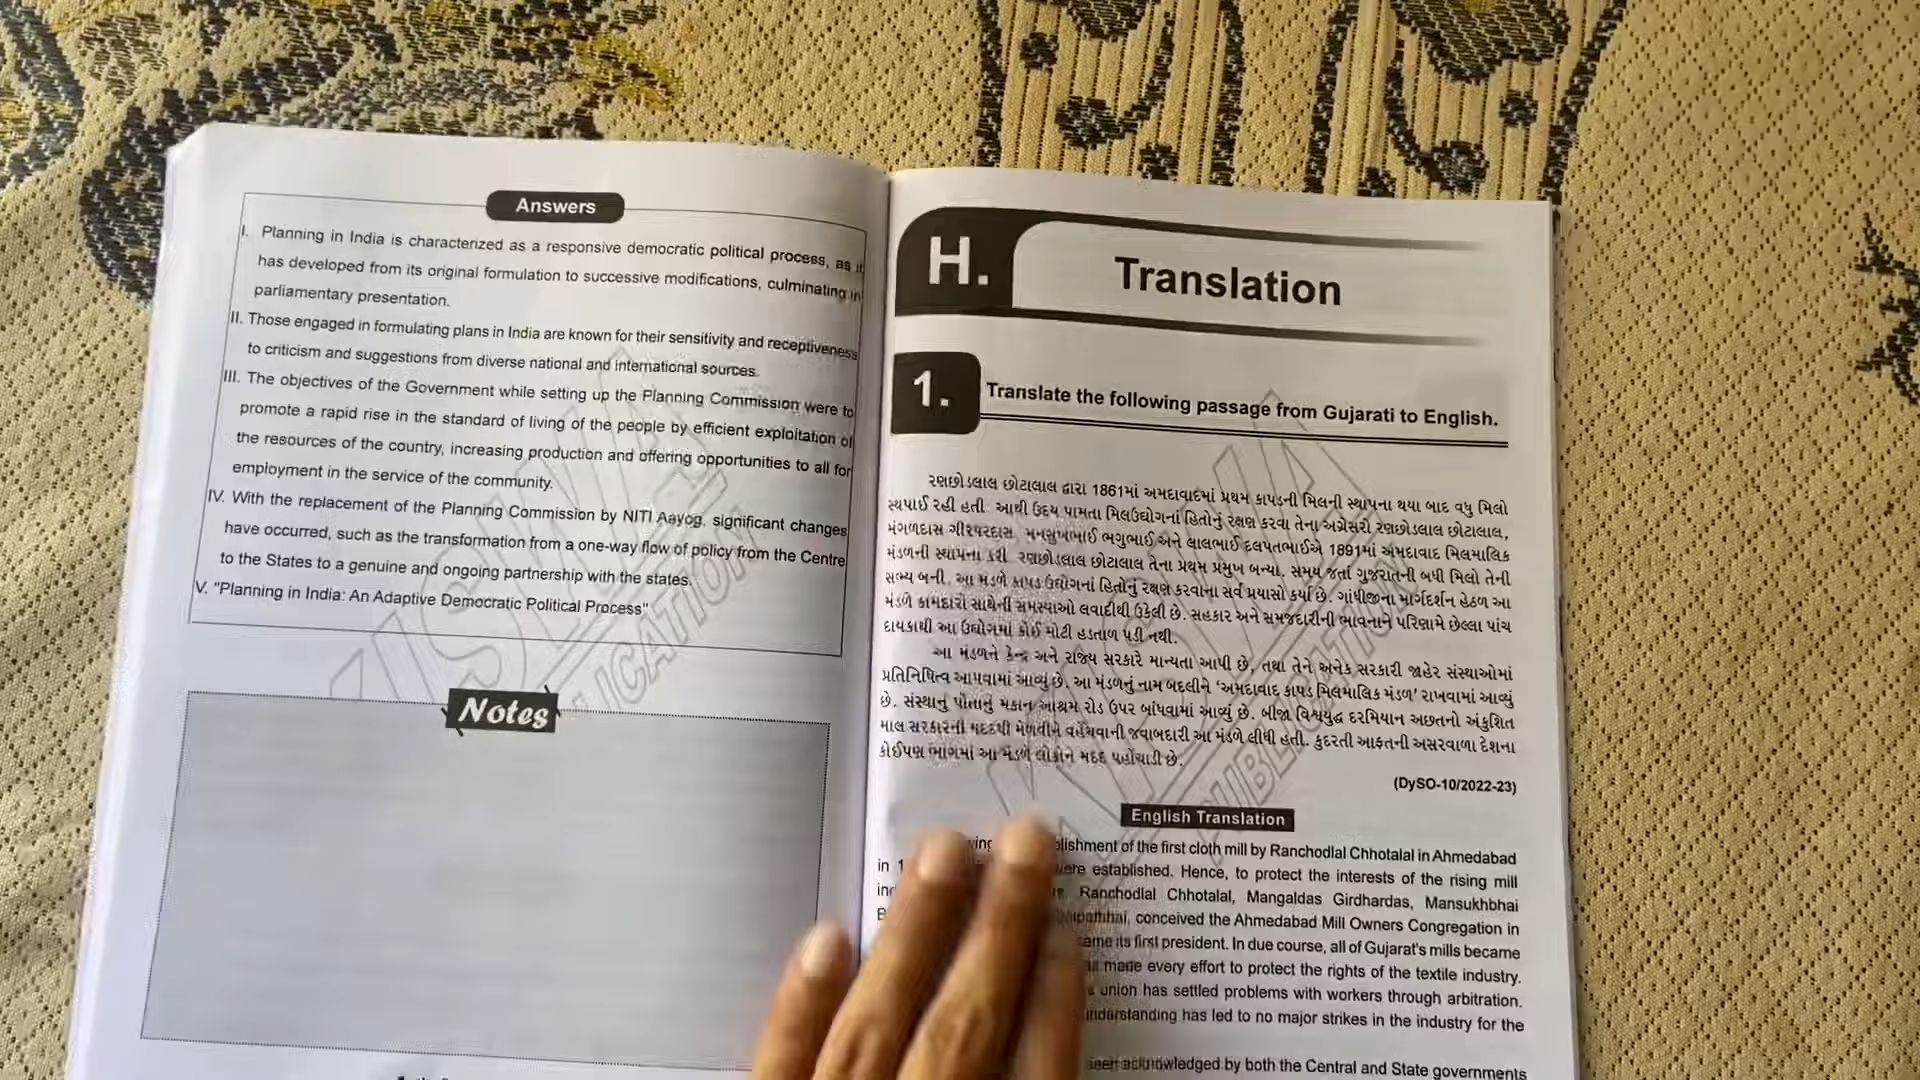 Answers
I. Planning in India is characterized as a responsive democratic political process, as it
has developed from its original formulation to successive modifications, culminating in
parliamentary presentation.
II. Those engaged in formulating plans in India are known for their sensitivity and receptiveness
to criticism and suggestions from diverse national and international sources.
III. The objectives of the Government while setting up the Planning Commission were to
promote a rapid rise in the standard of living of the people by efficient exploitation of
the resources of the country, increasing production and offering opportunities to all for
employment in the service of the community.
IV. With the replacement of the Planning Commission by NITI Aayog, significant changes
have occurred, such as the transformation from a one-way flow of policy from the Centre
to the States to a genuine and ongoing partnership with the states.
V. "Planning in India: An Adaptive Democratic Political Process"
Notes
H.
Translation
1.
Translate the following passage from Gujarati to English.
રણછોડલાલ છોટાલાલ દ્વારા 1861માં અમદાવાદમાં પ્રથમ કાપડની મિલની સ્થાપના થયા બાદ વધુ મિલો
સ્થપાઈ રહી હતી. આથી ઉદય પામતા મિલઉદ્યોગનાં હિતોનું રક્ષણ કરવા તેના અગ્રેસરો રણછોડલાલ છોટાલાલ,
મંગળદાસ ગીરધરદાસ, મનસુખભાઈ ભગુભાઈ અને લાલભાઈ દલપતભાઈએ 1891માં અમદાવાદ મિલમાલિક
મંડળની સ્થાપના કરી. રણછોડલાલ છોટાલાલ તેના પ્રથમ પ્રમુખ બન્યા. સમય જતાં ગુજરાતની બધી મિલો તેની
સભ્ય બની. આ મંડળે કાપડ ઉદ્યોગનાં હિતોનું રક્ષણ કરવાના સર્વ પ્રયાસો કર્યા છે. ગાંધીજીના માર્ગદર્શન હેઠળ આ
મંડળે કામદારો સાથેની સમસ્યાઓ લવાદીથી ઉકેલી છે. સહકાર અને સમજદારીની ભાવનાને પરિણામે છેલ્લા પાંચ
દાયકાથી આ ઉદ્યોગમાં કોઈ મોટી હડતાળ પડી નથી.
આ મંડળને કેન્દ્ર અને રાજ્ય સરકારે માન્યતા આપી છે, તથા તેને અનેક સરકારી જાહેર સંસ્થાઓમાં
પ્રતિનિધિત્વ આપવામાં આવ્યું છે. આ મંડળનું નામ બદલીને 'અમદાવાદ કાપડ મિલમાલિક મંડળ' રાખવામાં આવ્યું
છે. સંસ્થાનું પોતાનું મકાન આશ્રમ રોડ ઉપર બાંધવામાં આવ્યું છે. બીજા વિશ્વયુદ્ધ દરમિયાન અછતનો અંકુશિત
માલ સરકારની મદદથી મેળવીને વહેંચવાની જવાબદારી આ મંડળે લીધી હતી. કુદરતી આફતની અસરવાળા દેશના
કોઈપણ ભાગમાં આ મંડળે લોકોને મદદ પહોંચાડી છે.
(DySO-10/2022-23)
English Translation
of the first cloth mill by Ranchodlal Chhotalal in Ahmedabad
in were established. Hence, to protect the interests of the rising mill
Ranchodlal Chhotalal, Mangaldas Girdhardas, Mansukhbhai
conceived the Ahmedabad Mill Owners Congregation in
its first president. In due course, all of Gujarat's mills became
made every effort to protect the rights of the textile industry.
union has settled problems with workers through arbitration.
understanding has led to no major strikes in the industry for the
acknowledged by both the Central and State governments
KISWA
PUBLICATION